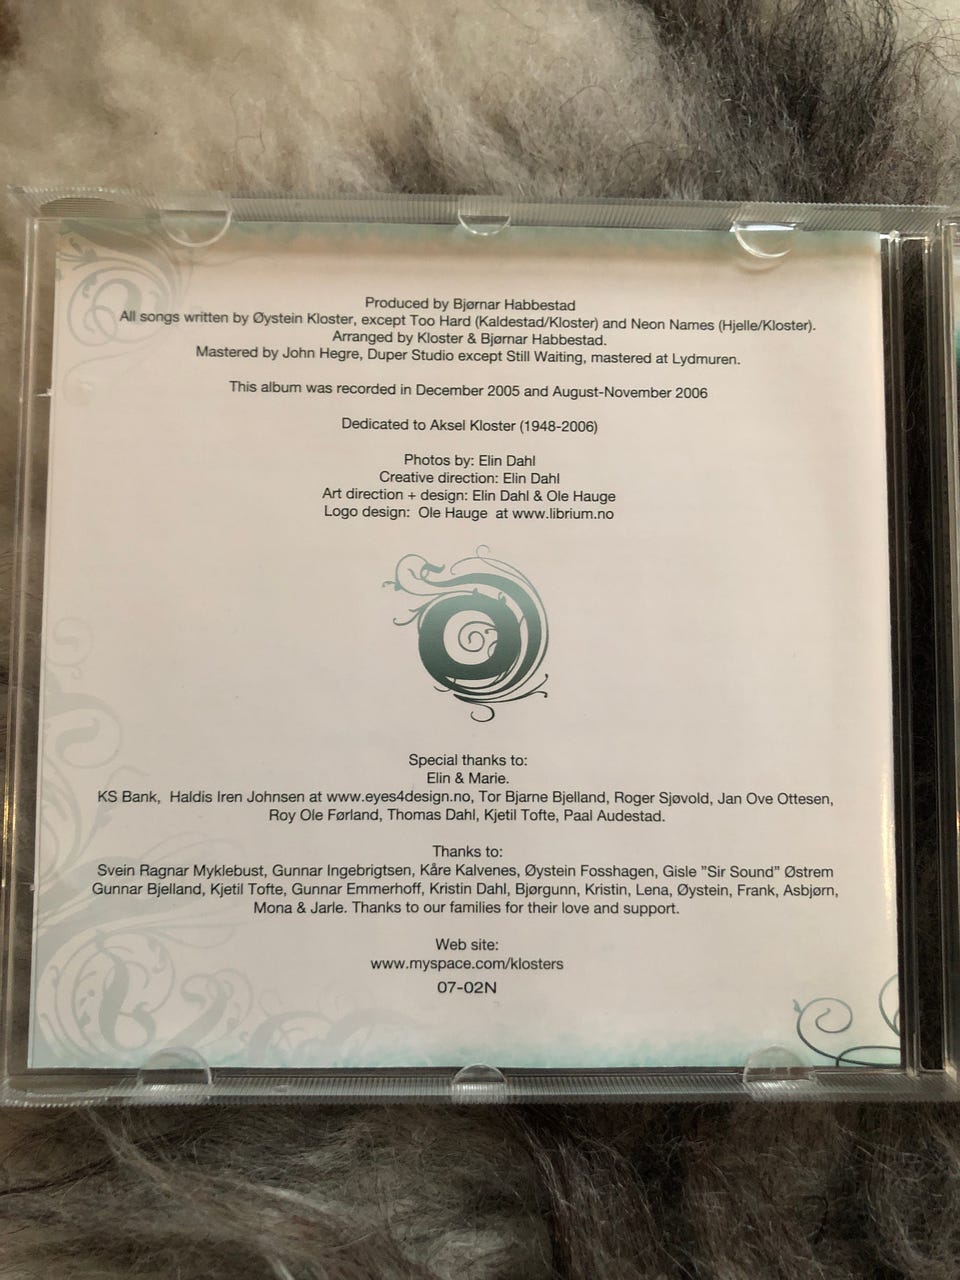 Produced by Bjørnar Habbestad
All songs written by Øystein Kloster, except Too Hard (Kaldestad/Kloster) and Neon Names (Hjelle/Kloster).
Arranged by Kloster & Bjørnar Habbestad.
Mastered by John Hegre, Duper Studio except Still Waiting, mastered at Lydmuren.
This album was recorded in December 2005 and August-November 2006
Dedicated to Aksel Kloster (1948-2006)
Photos by: Elin Dahl
Creative direction: Elin Dahl
Art direction + design: Elin Dahl & Ole Hauge
Logo design: Ole Hauge at www.librium.no
Special thanks to:
Elin & Marie.
KS Bank, Haldis Iren Johnsen at www.eyes4design.no, Tor Bjarne Bjelland, Roger Sjøvold, Jan Ove Ottesen,
Roy Ole Førland, Thomas Dahl, Kjetil Tofte, Paal Audestad.
Thanks to:
Svein Ragnar Myklebust, Gunnar Ingebrigtsen, Kåre Kalvenes, Øystein Fosshagen, Gisle ”Sir Sound” Østrem
Gunnar Bjelland, Kjetil Tofte, Gunnar Emmerhoff, Kristin Dahl, Bjørgunn, Kristin, Lena, Øystein, Frank, Asbjørn,
Mona & Jarle. Thanks to our families for their love and support.
Web site:
www.myspace.com/klosters
07-02N